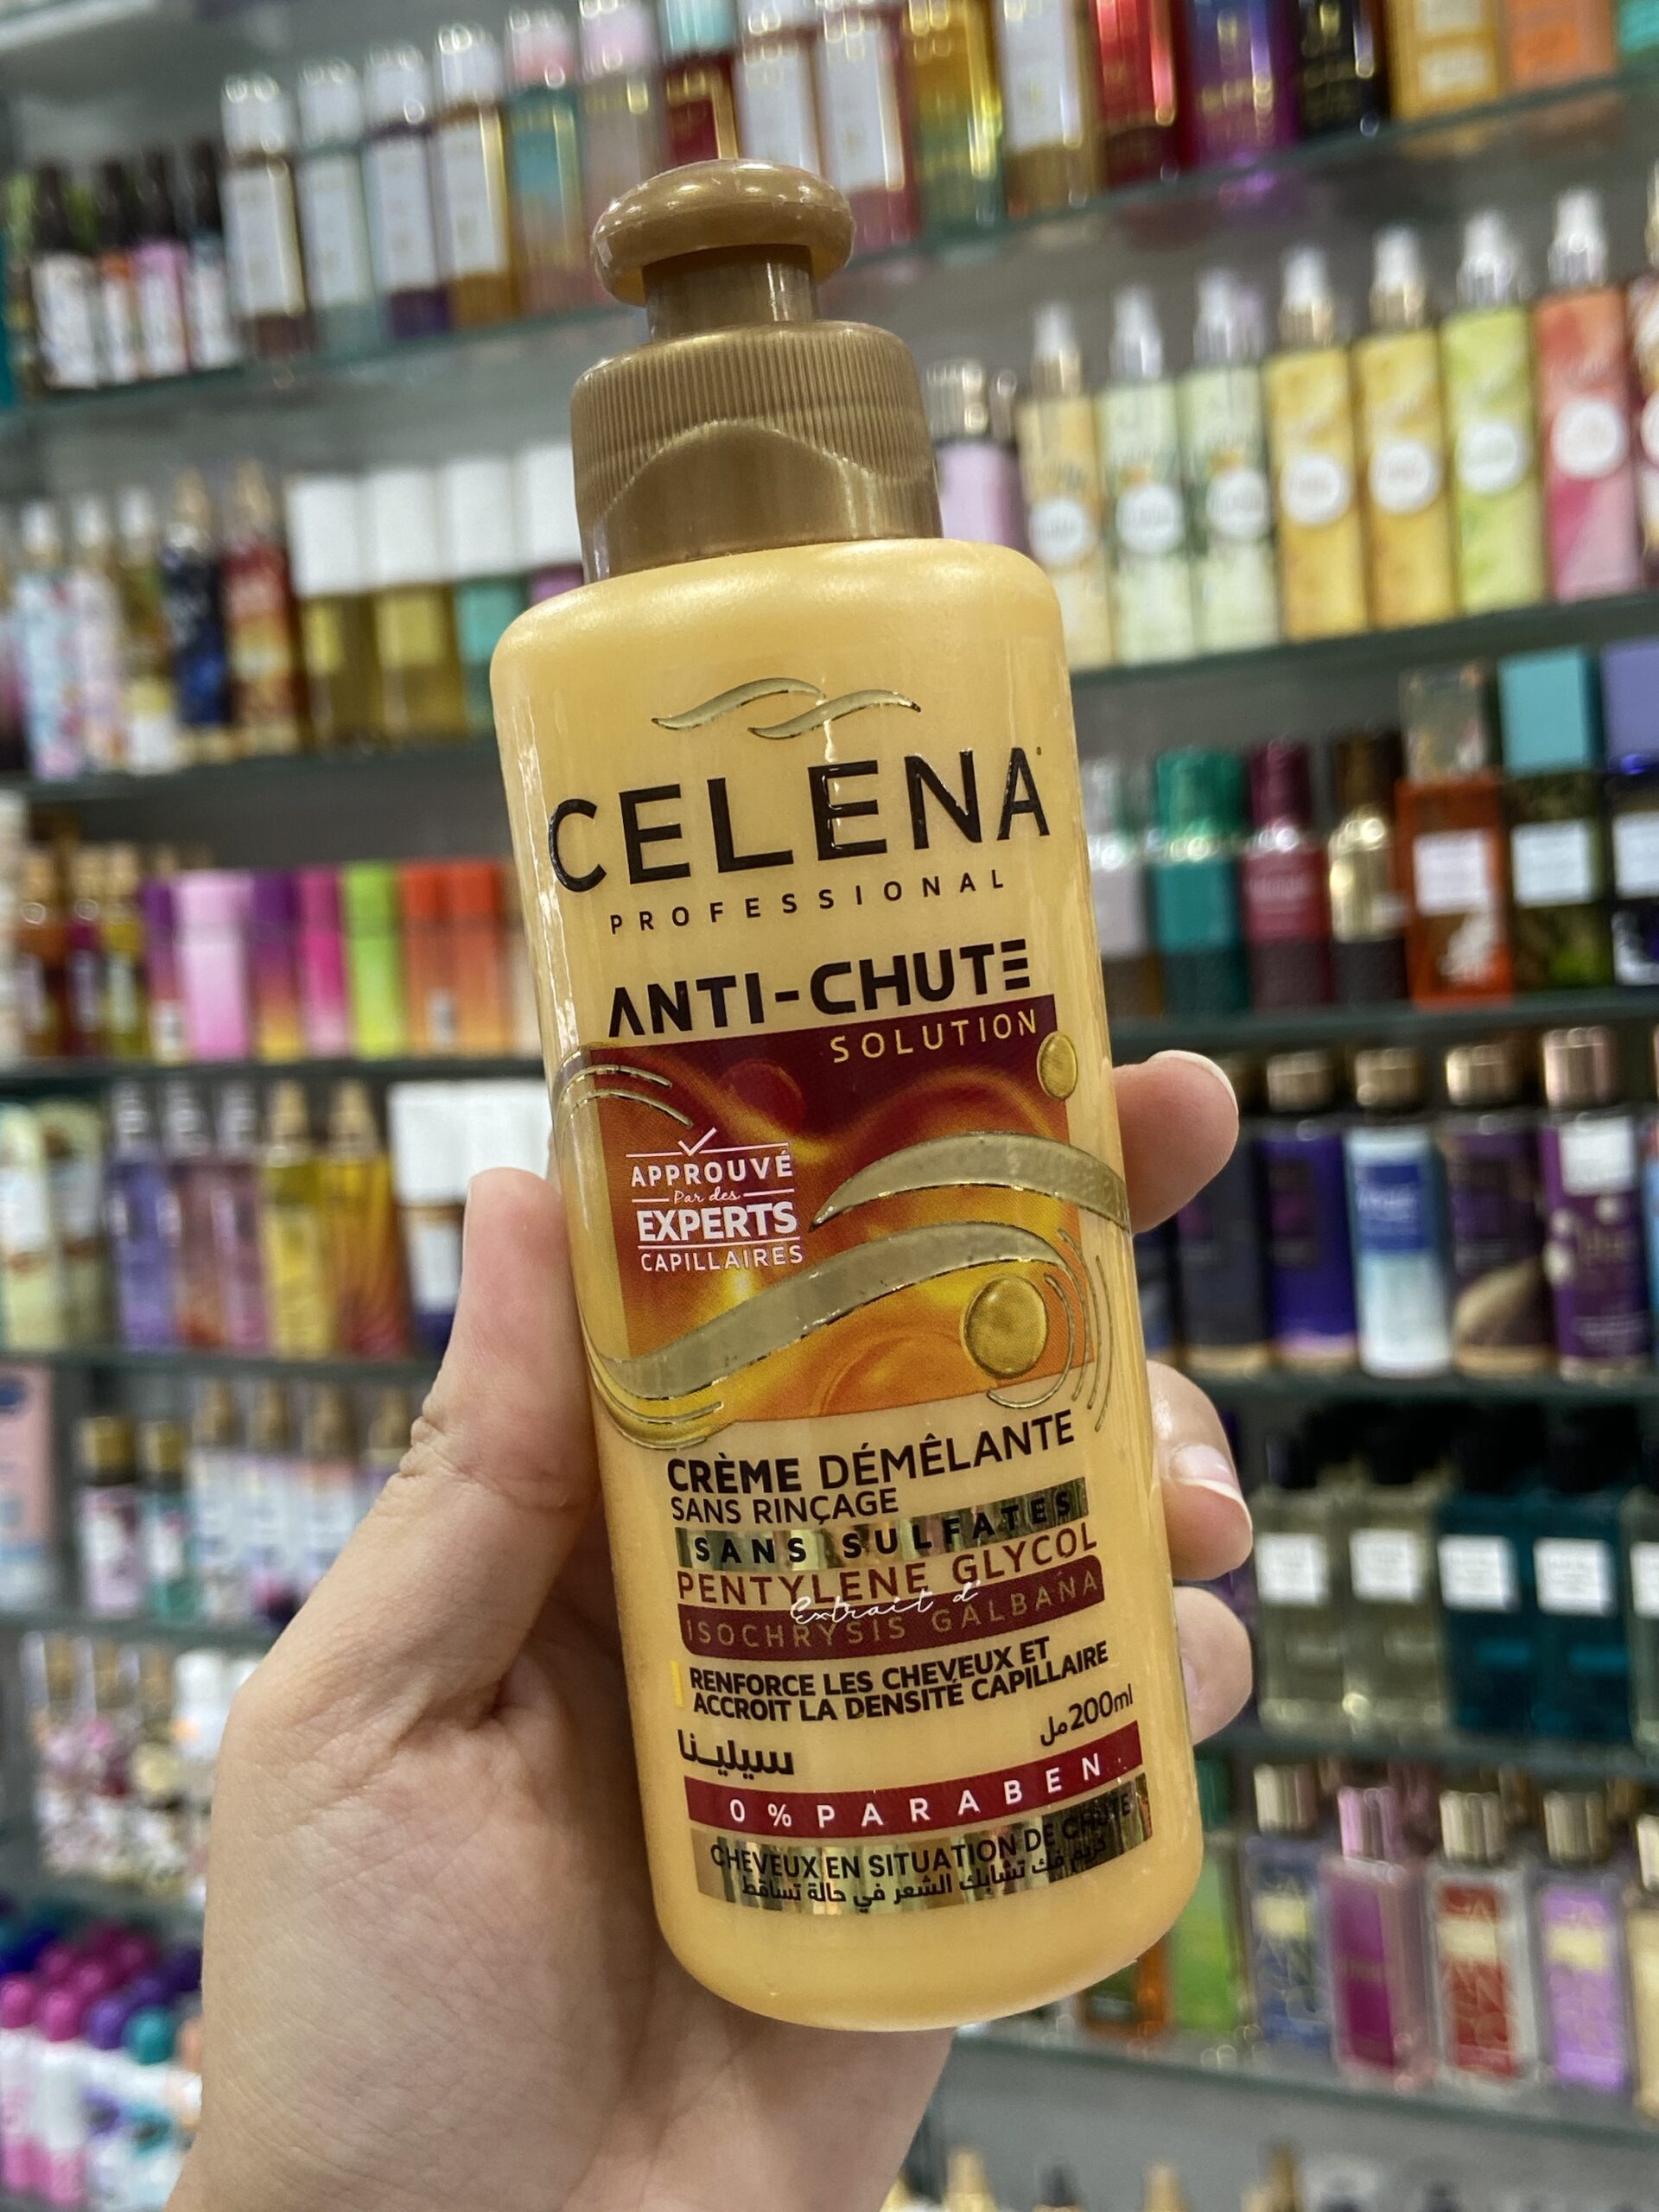 CELENA
PROFESSIONAL
ANTI-CHUTE
SOLUTION
APPROUVÉ
Par des
EXPERTS
CAPILLAIRES
CRÈME DÉMÊLANTE
SANS RINÇAGE
SANS SULFATES
PENTYLENE GLYCOL
Extrait d'
ISOCHRYSIS GALBANA
RENFORCE LES CHEVEUX ET
ACCROIT LA DENSITÉ CAPILLAIRE
200ml مل
سيلينا
0% PARABEN
CHEVEUX EN SITUATION DE CHUTE
كريم فك تشابك الشعر في حالة تساقط